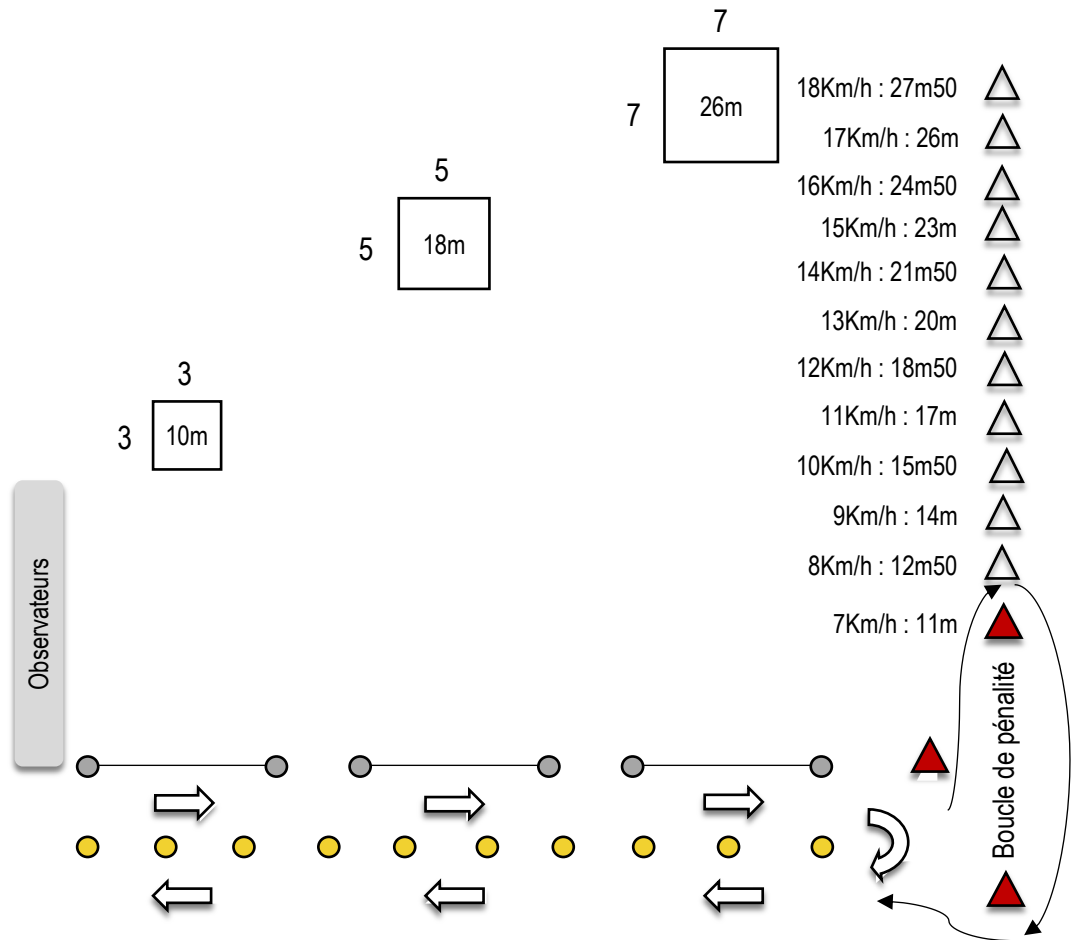 7
7
26m
18Km/h : 27m50
17Km/h : 26m
16Km/h : 24m50
15Km/h : 23m
14Km/h : 21m50
13Km/h : 20m
12Km/h : 18m50
11Km/h : 17m
10Km/h : 15m50
9Km/h : 14m
8Km/h : 12m50
7Km/h : 11m
5
5
18m
3
3
10m
Observateurs
Boucle de pénalité